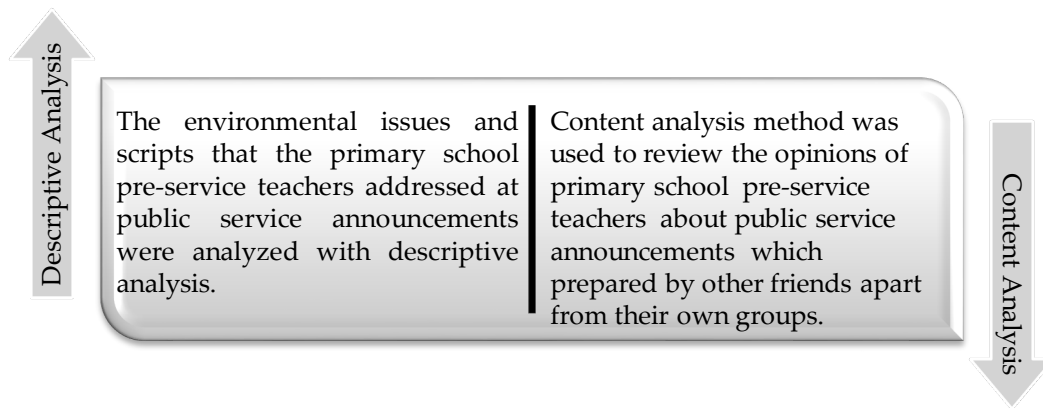 Descriptive Analysis
The environmental issues and
scripts that the primary school
pre-service teachers addressed at
public service announcements
were analyzed with descriptive
analysis.
Content analysis method was
used to review the opinions of
primary school pre-service
teachers about public service
announcements which
prepared by other friends apart
from their own groups.
Content Analysis